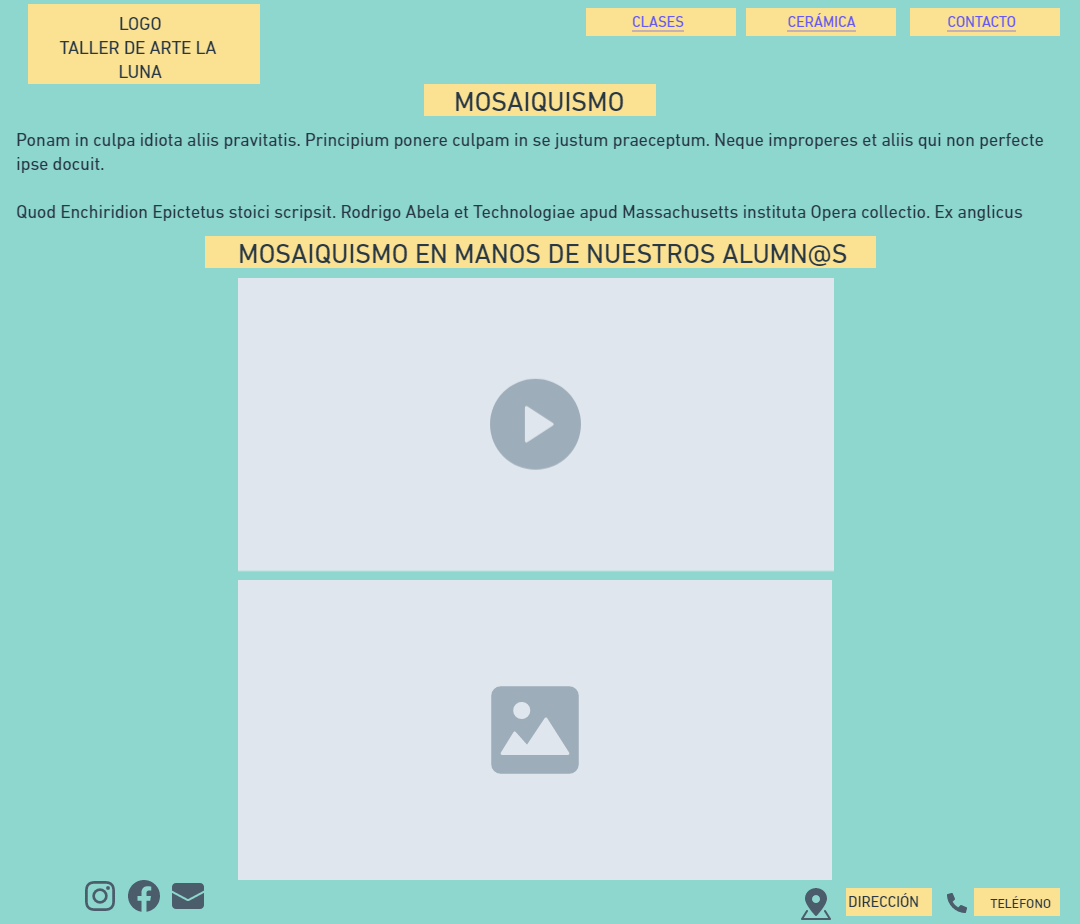 LOGO
TALLER DE ARTE LA
LUNA
CLASES
CERÁMICA
CONTACTO
MOSAIQUISMO
Ponam in culpa idiota aliis pravitatis. Principium ponere culpam in se justum praeceptum. Neque improperes et aliis qui non perfecte
ipse docuit.
Quod Enchiridion Epictetus stoici scripsit. Rodrigo Abela et Technologiae apud Massachusetts instituta Opera collectio. Ex anglicus
MOSAIQUISMO EN MANOS DE NUESTROS ALUMN@S
DIRECCIÓN
TELÉFONO